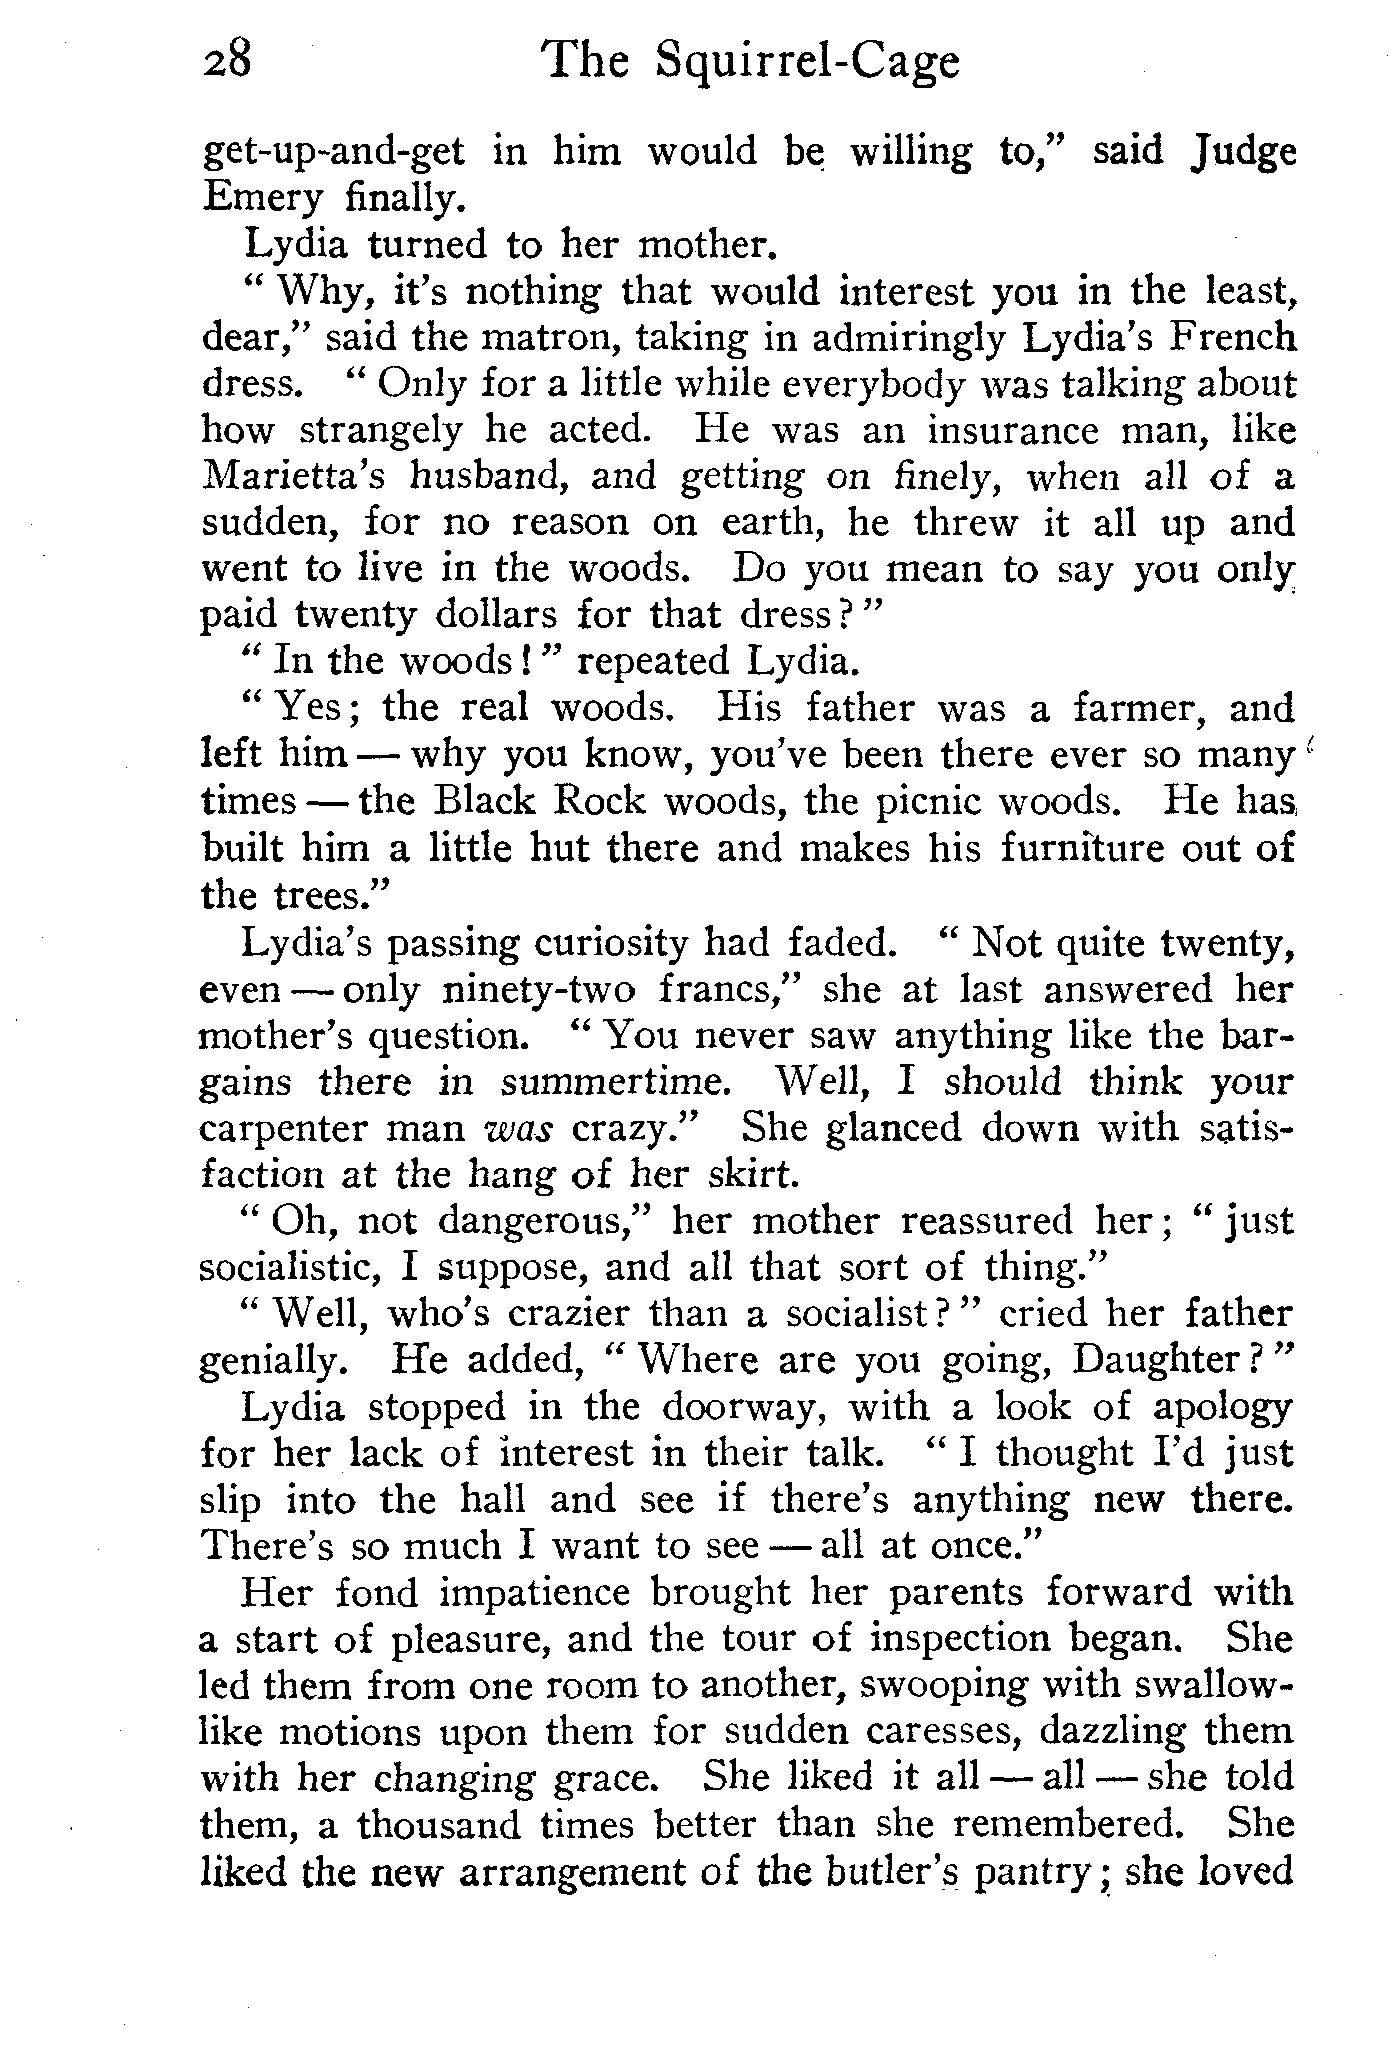 28 The Squirrel-Cage
get-up-and-get in him would be willing to,” said Judge
Emery finally.
Lydia turned to her mother.
“ Why, it’s nothing that would interest you in the least,
dear,” said the matron, taking in admiringly Lydia’s French
dress. “ Only for a little while everybody was talking about
how strangely he acted. He was an insurance man, like
Marietta’s husband, and getting on finely, when all of a
sudden, for no reason on earth, he threw it all up and
went to live in the woods. Do you mean to say you only
paid twenty dollars for that dress? ”
“ In the woods! ” repeated Lydia.
“ Yes; the real woods. His father was a farmer, and
left him — why you know, you’ve been there ever so many
times — the Black Rock woods, the picnic woods. He has
built him a little hut there and makes his furniture out of
the trees.”
Lydia’s passing curiosity had faded. “ Not quite twenty,
even — only ninety-two francs,” she at last answered her
mother’s question. “ You never saw anything like the bar-
gains there in summertime. Well, I should think your
carpenter man was crazy.” She glanced down with satis-
faction at the hang of her skirt.
“ Oh, not dangerous,” her mother reassured her; “ just
socialistic, I suppose, and all that sort of thing.”
“ Well, who’s crazier than a socialist? ” cried her father
genially. He added, “ Where are you going, Daughter? ”
Lydia stopped in the doorway, with a look of apology
for her lack of interest in their talk. “ I thought I’d just
slip into the hall and see if there’s anything new there.
There’s so much I want to see — all at once.”
Her fond impatience brought her parents forward with
a start of pleasure, and the tour of inspection began. She
led them from one room to another, swooping with swallow-
like motions upon them for sudden caresses, dazzling them
with her changing grace. She liked it all — all — she told
them, a thousand times better than she remembered. She
liked the new arrangement of the butler’s pantry; she loved